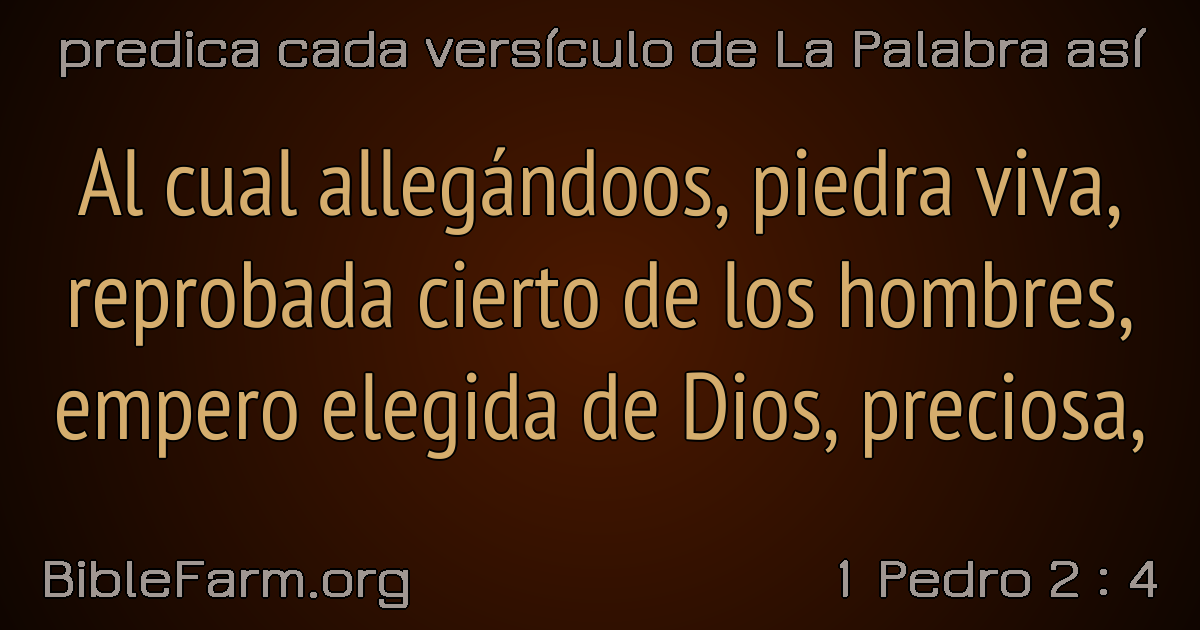 predica cada versículo de La Palabra así
Al cual allegándoos, piedra viva,
reprobada cierto de los hombres,
empero elegida de Dios, preciosa,
BibleFarm.org
1 Pedro 2 : 4